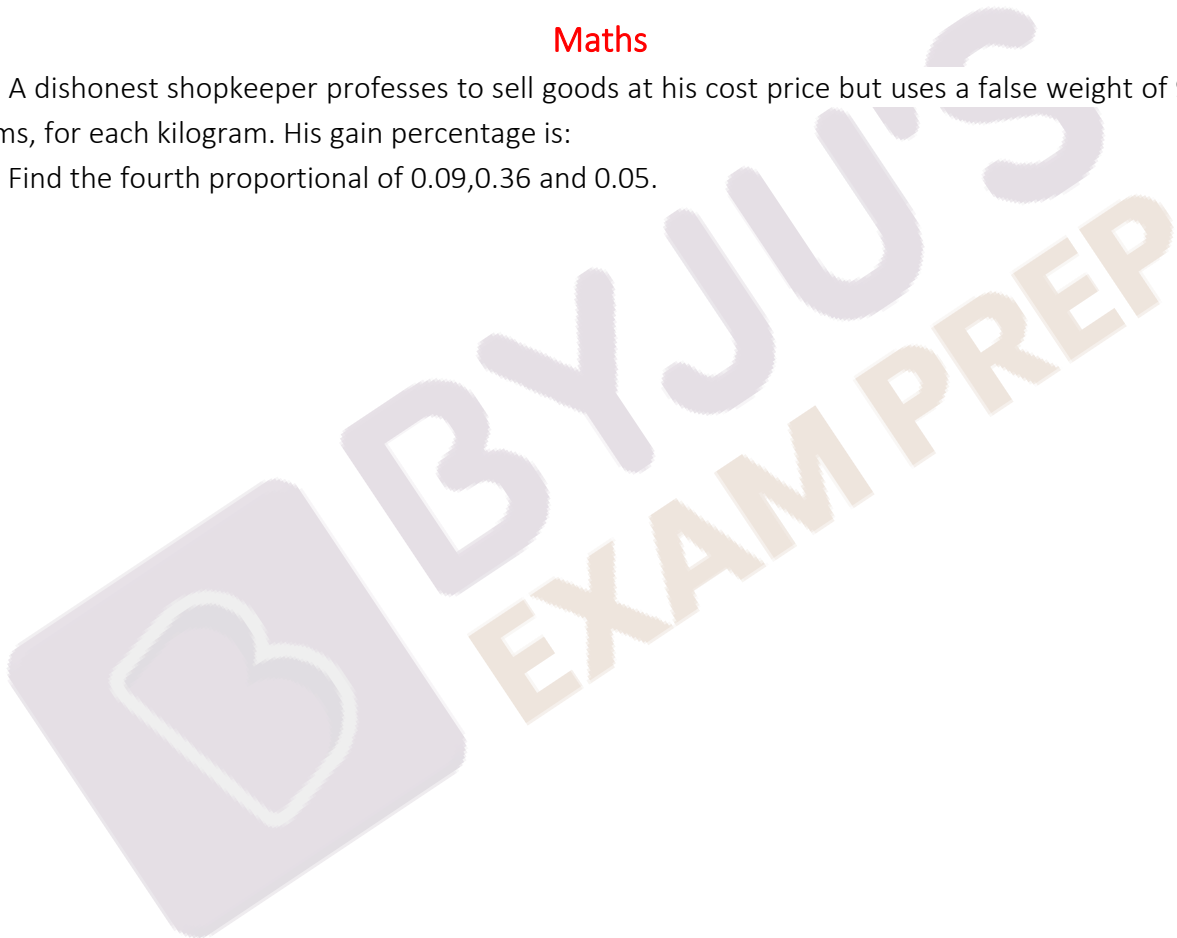 Maths
A dishonest shopkeeper professes to sell goods at his cost price but uses a false weight of
ms, for each kilogram. His gain percentage is:
Find the fourth proportional of 0.09,0.36 and 0.05.
BYJU'S
EXAM PREP